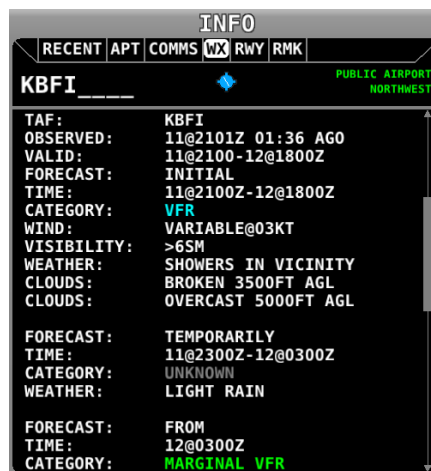 INFO
RECENT APT COMMS WX RWY RMK
KBFI____ PUBLIC AIRPORT
NORTHWEST
TAF: KBFI
OBSERVED: 11@2101Z 01:36 AGO
VALID: 11@2100-12@1800Z
FORECAST: INITIAL
TIME: 11@2100Z-12@1800Z
CATEGORY: VFR
WIND: VARIABLE@03KT
VISIBILITY: >6SM
WEATHER: SHOWERS IN VICINITY
CLOUDS: BROKEN 3500FT AGL
CLOUDS: OVERCAST 5000FT AGL
FORECAST: TEMPORARILY
TIME: 11@2300Z-12@0300Z
CATEGORY: UNKNOWN
WEATHER: LIGHT RAIN
FORECAST: FROM
TIME: 12@0300Z
CATEGORY: MARGINAL VFR